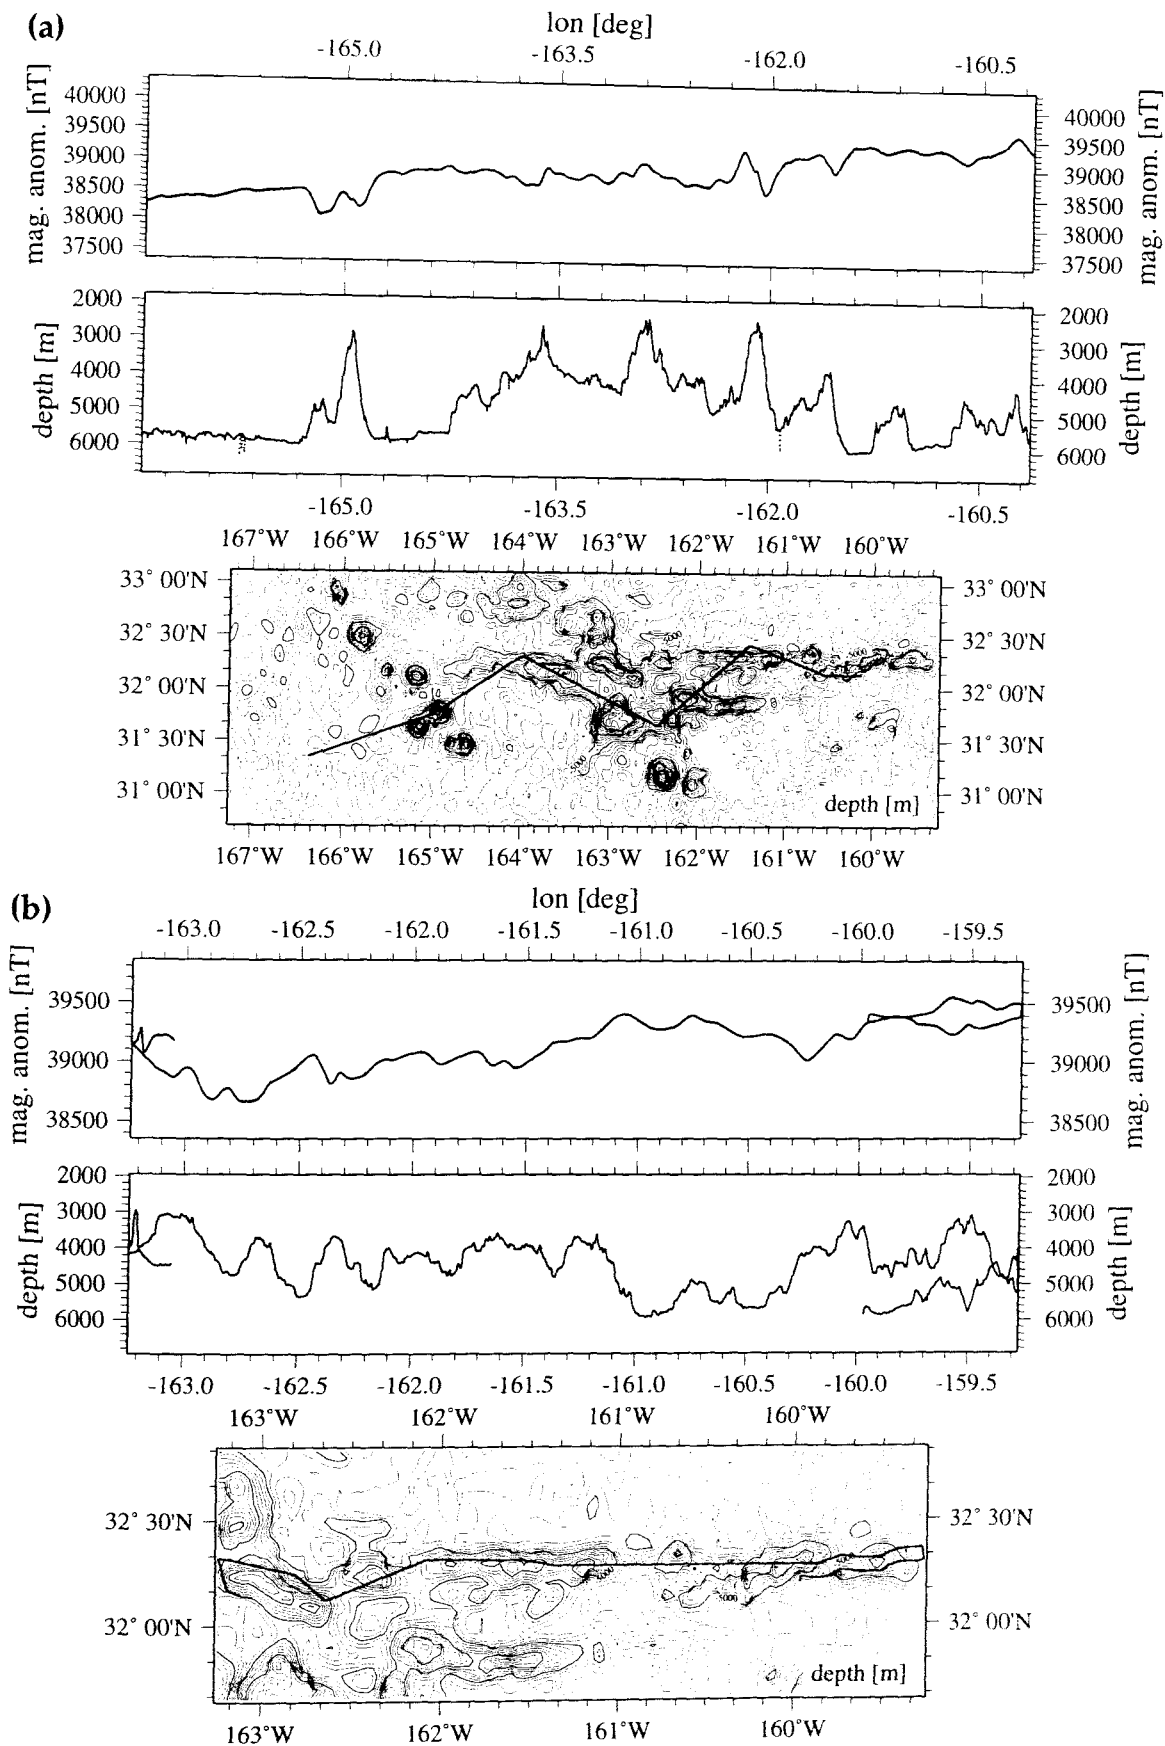 (a)
lon [deg]
-165.0 -163.5 -162.0 -160.5
mag. anom. [nT]
40000
39500
39000
38500
38000
37500
40000
39500
39000
38500
38000
37500
mag. anom. [nT]
depth [m]
2000
3000
4000
5000
6000
2000
3000
4000
5000
6000
depth [m]
-165.0 -163.5 -162.0 -160.5
167°W 166°W 165°W 164°W 163°W 162°W 161°W 160°W
33° 00'N
32° 30'N
32° 00'N
31° 30'N
31° 00'N
33° 00'N
32° 30'N
32° 00'N
31° 30'N
31° 00'N
depth [m]
167°W 166°W 165°W 164°W 163°W 162°W 161°W 160°W
(b)
lon [deg]
-163.0 -162.5 -162.0 -161.5 -161.0 -160.5 -160.0 -159.5
mag. anom. [nT]
39500
39000
38500
39500
39000
38500
mag. anom. [nT]
depth [m]
2000
3000
4000
5000
6000
2000
3000
4000
5000
6000
depth [m]
-163.0 -162.5 -162.0 -161.5 -161.0 -160.5 -160.0 -159.5
163°W 162°W 161°W 160°W
32° 30'N
32° 00'N
32° 30'N
32° 00'N
5000
depth [m]
163°W 162°W 161°W 160°W